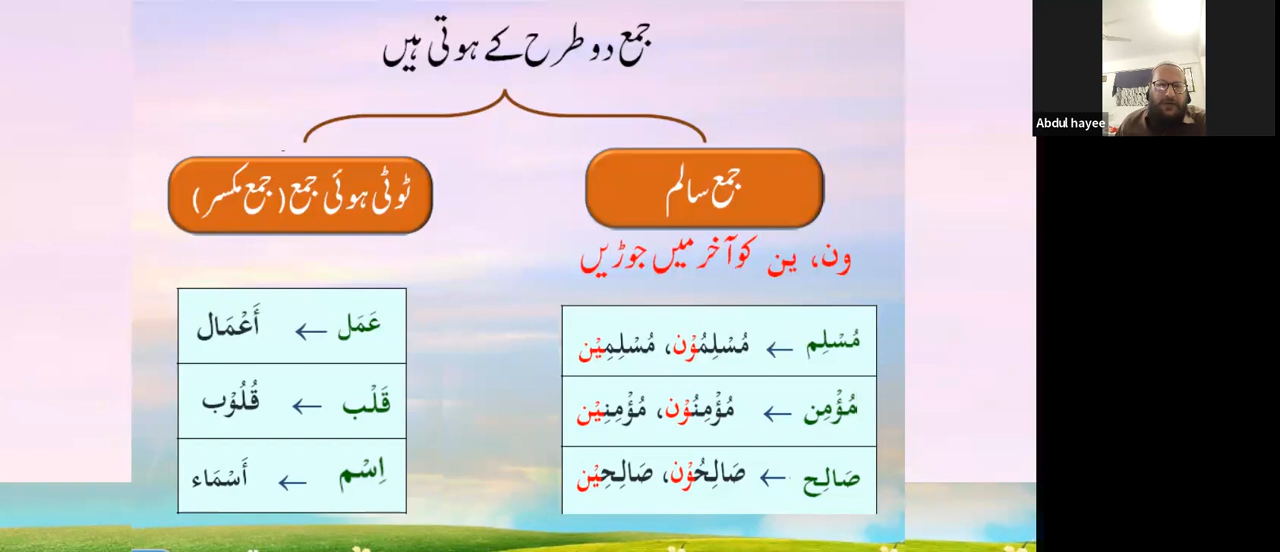 جمع دو طرح کے ہوتی ہیں
جمع سالم
ون، ین کو آخر میں جوڑیں
مُسْلِم ← مُسْلِمُوْن، مُسْلِمِيْن
مُؤْمِن ← مُؤْمِنُوْن، مُؤْمِنِيْن
صَالِح ← صَالِحُوْن، صَالِحِيْن
ٹوٹی ہوئی جمع (جمع مکسر)
عَمَل ← أَعْمَال
قَلْب ← قُلُوْب
اِسْم ← أَسْمَاء
Abdul hayee